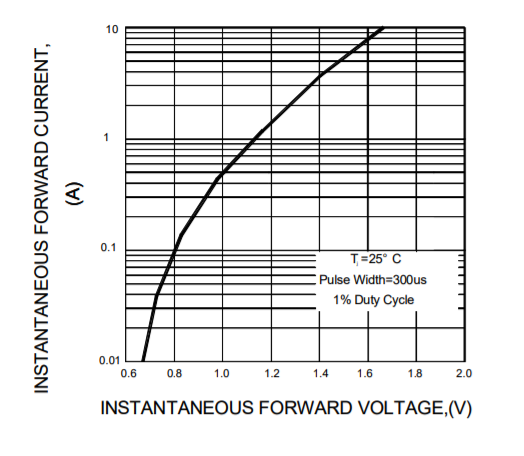 INSTANTANEOUS FORWARD CURRENT,
(A)
10
1
0.1
0.01
Tj=25° C
Pulse Width=300us
1% Duty Cycle
0.6 0.8 1.0 1.2 1.4 1.6 1.8 2.0
INSTANTANEOUS FORWARD VOLTAGE,(V)